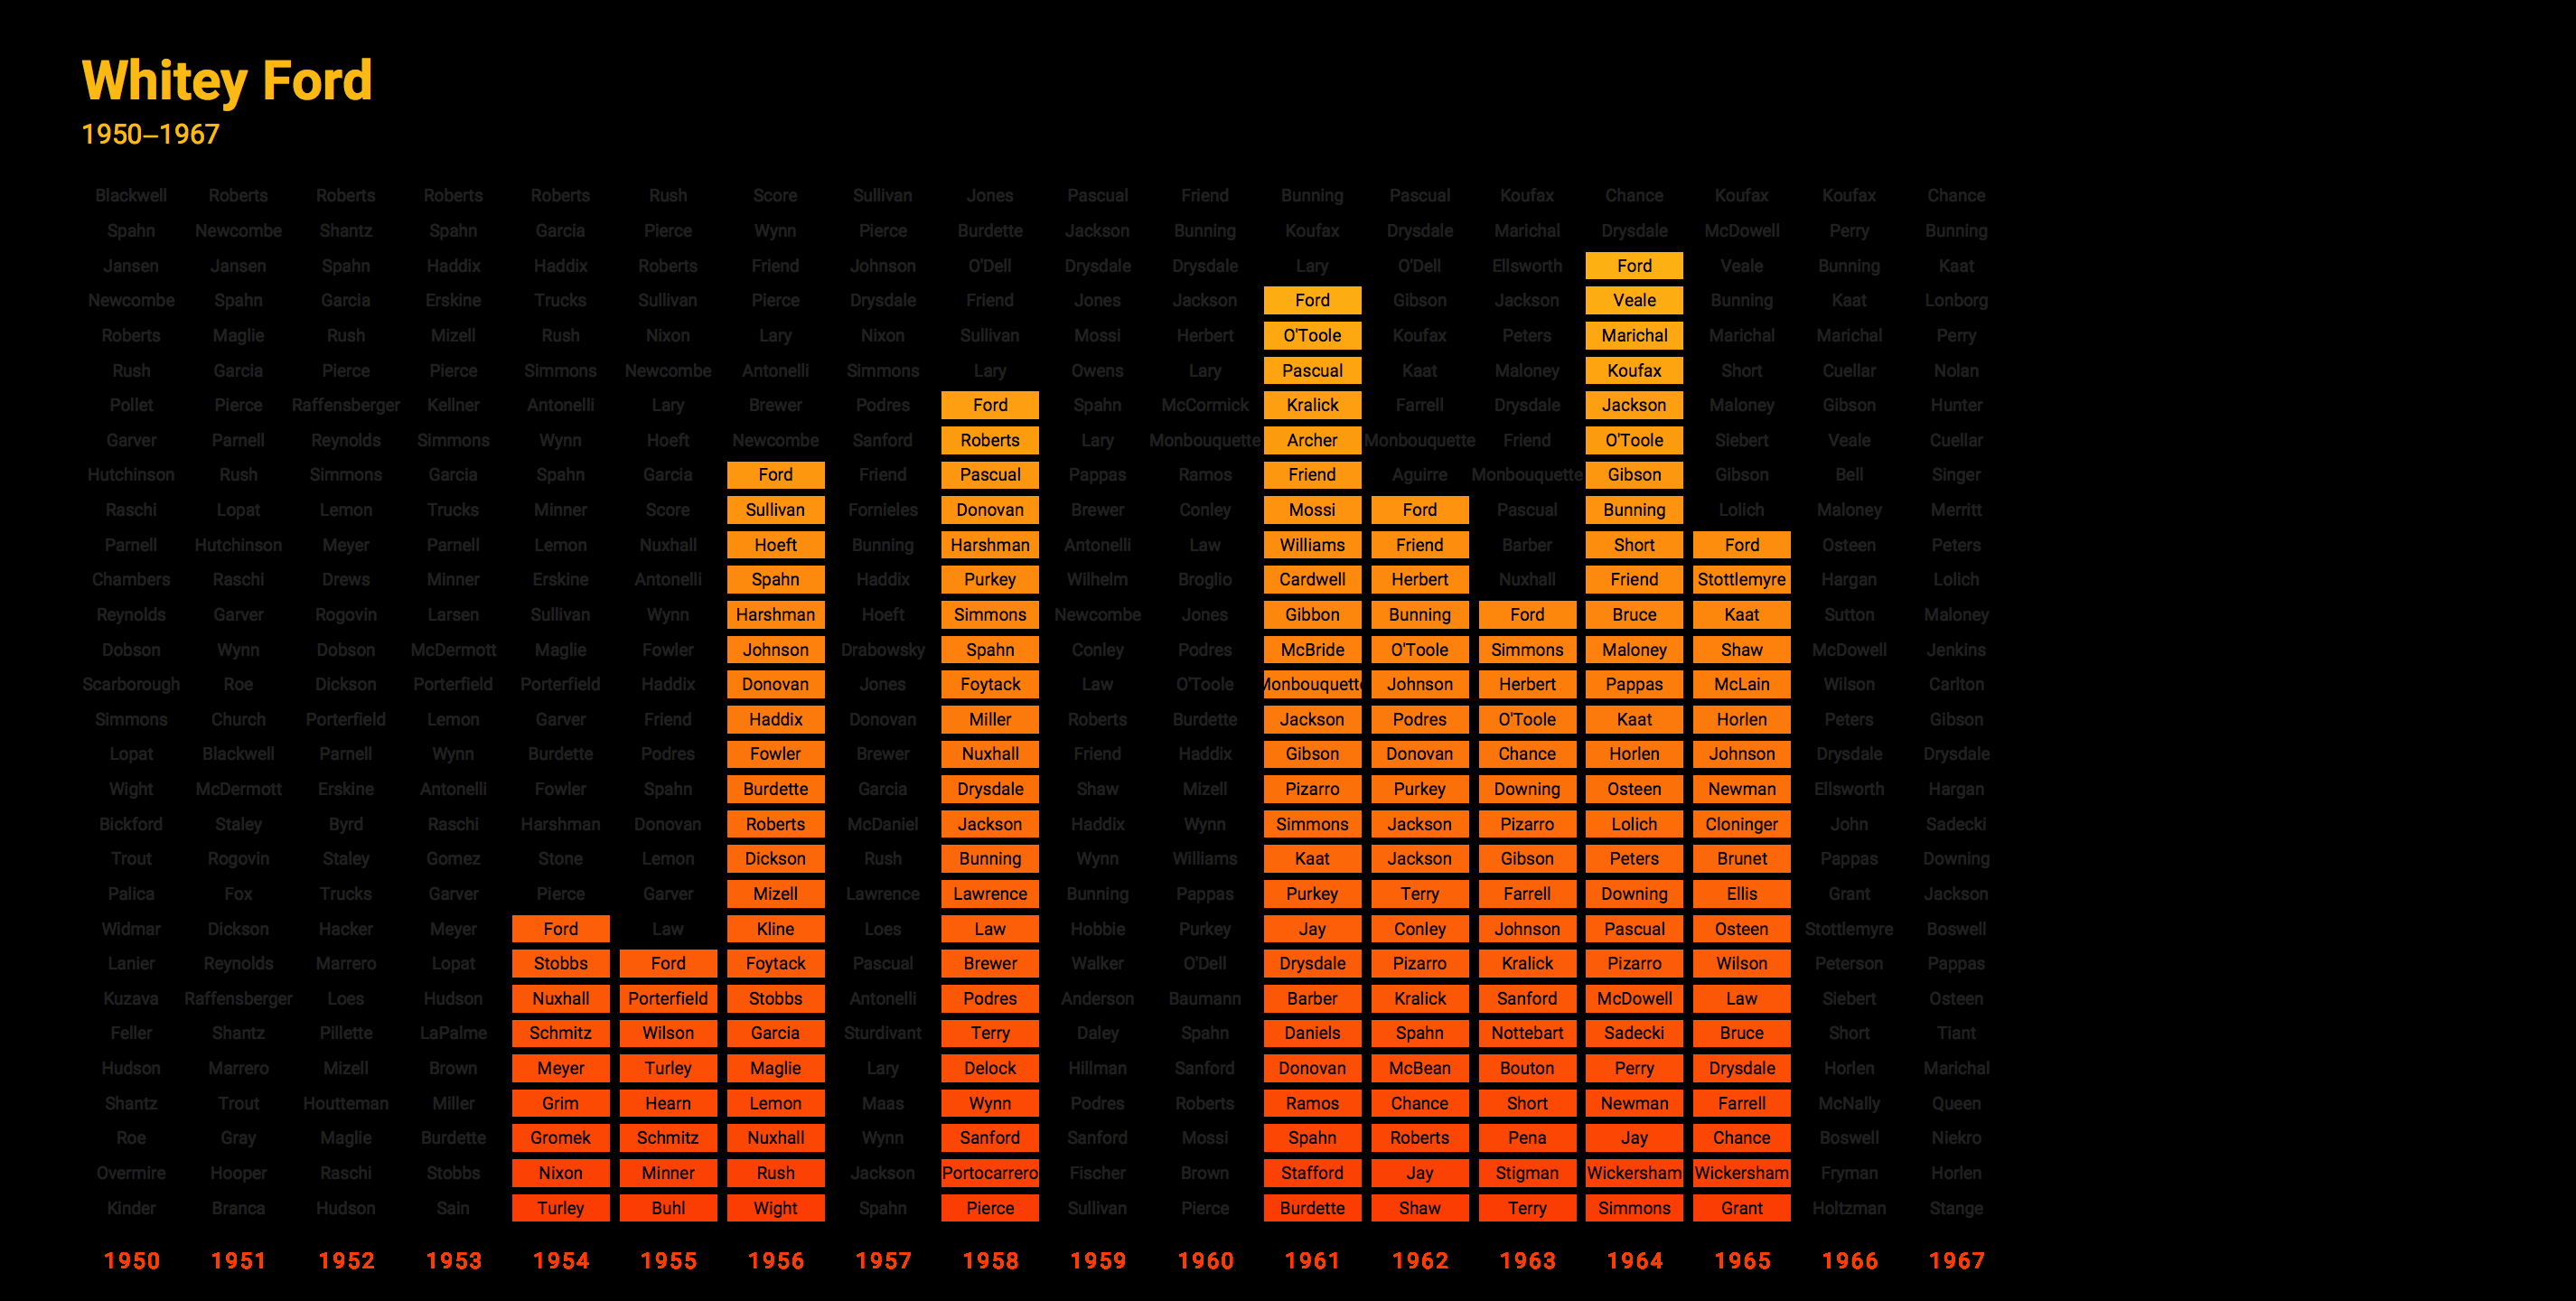 Whitey Ford
1950–1967
Blackwell Roberts Roberts Roberts Roberts Rush Score Sullivan Jones Pascual Friend Bunning Pascual Koufax Chance Koufax Koufax Chance
Spahn Newcombe Shantz Spahn Garcia Pierce Wynn Pierce Burdette Jackson Bunning Koufax Drysdale Marichal Drysdale McDowell Perry Bunning
Jansen Jansen Spahn Haddix Haddix Roberts Friend Johnson O'Dell Drysdale Drysdale Lary O'Dell Ellsworth Ford Veale Bunning Kaat
Newcombe Spahn Garcia Erskine Trucks Sullivan Pierce Drysdale Friend Jones Jackson Ford Gibson Jackson Veale Bunning Kaat Lonborg
Roberts Maglie Rush Mizell Rush Nixon Lary Nixon Sullivan Mossi Herbert O'Toole Koufax Peters Marichal Marichal Marichal Perry
Rush Garcia Pierce Pierce Simmons Newcombe Antonelli Simmons Lary Owens Lary Pascual Kaat Maloney Koufax Short Cuellar Nolan
Pollet Pierce Raffensberger Kellner Antonelli Lary Brewer Podres Ford Spahn McCormick Kralick Farrell Drysdale Jackson Maloney Gibson Hunter
Garver Parnell Reynolds Simmons Wynn Hoeft Newcombe Sanford Roberts Lary Monbouquette Archer Monbouquette Friend O'Toole Siebert Veale Cuellar
Hutchinson Rush Simmons Garcia Spahn Garcia Ford Friend Pascual Pappas Ramos Friend Aguirre Monbouquette Gibson Gibson Bell Singer
Raschi Lopat Lemon Trucks Minner Score Sullivan Fornieles Donovan Brewer Conley Mossi Ford Pascual Bunning Lolich Maloney Merritt
Parnell Hutchinson Meyer Parnell Lemon Nuxhall Hoeft Bunning Harshman Antonelli Law Williams Friend Barber Short Ford Osteen Peters
Chambers Raschi Drews Minner Erskine Antonelli Spahn Haddix Purkey Wilhelm Broglio Cardwell Herbert Nuxhall Friend Stottlemyre Hargan Lolich
Reynolds Garver Rogovin Larsen Sullivan Wynn Harshman Hoeft Simmons Newcombe Jones Gibbon Bunning Ford Bruce Kaat Sutton Maloney
Dobson Wynn Dobson McDermott Maglie Fowler Johnson Drabowsky Spahn Conley Podres McBride O'Toole Simmons Maloney Shaw McDowell Jenkins
Scarborough Roe Dickson Porterfield Porterfield Haddix Donovan Jones Foytack Law O'Toole Monbouquette Johnson Herbert Pappas McLain Wilson Carlton
Simmons Church Porterfield Lemon Garver Friend Haddix Donovan Miller Roberts Burdette Jackson Podres O'Toole Kaat Horlen Peters Gibson
Lopat Blackwell Parnell Wynn Burdette Podres Fowler Brewer Nuxhall Friend Haddix Gibson Donovan Chance Horlen Johnson Drysdale Drysdale
Wight McDermott Erskine Antonelli Fowler Spahn Burdette Garcia Drysdale Shaw Mizell Pizarro Purkey Downing Osteen Newman Ellsworth Hargan
Bickford Staley Byrd Raschi Harshman Donovan Roberts McDaniel Jackson Haddix Wynn Simmons Jackson Pizarro Lolich Cloninger John Sadecki
Trout Rogovin Staley Gomez Stone Lemon Dickson Rush Bunning Wynn Williams Kaat Jackson Gibson Peters Brunet Pappas Downing
Palica Fox Trucks Garver Pierce Garver Mizell Lawrence Lawrence Bunning Pappas Purkey Terry Farrell Downing Ellis Grant Jackson
Widmar Dickson Hacker Meyer Ford Law Kline Loes Law Hobbie Purkey Jay Conley Johnson Pascual Osteen Stottlemyre Boswell
Lanier Reynolds Marrero Lopat Stobbs Ford Foytack Pascual Brewer Walker O'Dell Drysdale Pizarro Kralick Pizarro Wilson Peterson Pappas
Kuzava Raffensberger Loes Hudson Nuxhall Porterfield Stobbs Antonelli Podres Anderson Baumann Barber Kralick Sanford McDowell Law Siebert Osteen
Feller Shantz Pillette LaPalme Schmitz Wilson Garcia Sturdivant Terry Daley Spahn Daniels Spahn Nottebart Sadecki Bruce Short Tiant
Hudson Marrero Mizell Brown Meyer Turley Maglie Lary Delock Hillman Sanford Donovan McBean Bouton Perry Drysdale Horlen Marichal
Shantz Trout Houtteman Miller Grim Hearn Lemon Maas Wynn Podres Roberts Ramos Chance Short Newman Farrell McNally Queen
Roe Gray Maglie Burdette Gromek Schmitz Nuxhall Wynn Sanford Sanford Mossi Spahn Roberts Pena Jay Chance Boswell Niekro
Overmire Hooper Raschi Stobbs Nixon Minner Rush Jackson Portocarrero Fischer Brown Stafford Jay Stigman Wickersham Wickersham Fryman Horlen
Kinder Branca Hudson Sain Turley Buhl Wight Spahn Pierce Sullivan Pierce Burdette Shaw Terry Simmons Grant Holtzman Stange
1950 1951 1952 1953 1954 1955 1956 1957 1958 1959 1960 1961 1962 1963 1964 1965 1966 1967